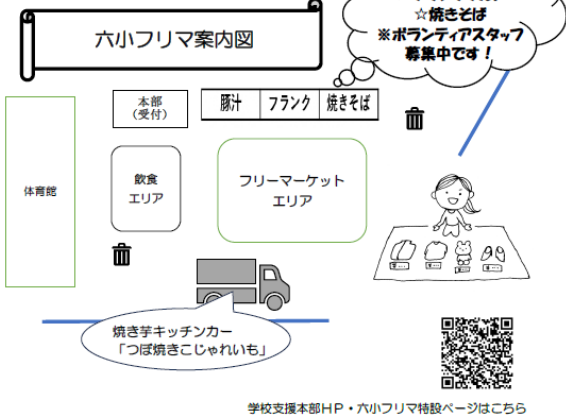 六小フリマ案内図
☆焼きそば
※ボランティアスタッフ
募集中です！
本部
（受付）
豚汁 フランク 焼きそば
体育館
飲食
エリア
フリーマーケット
エリア
焼き芋キッチンカー
「つぼ焼きこじゃれいも」
学校支援本部HP・六小フリマ特設ページはこちら